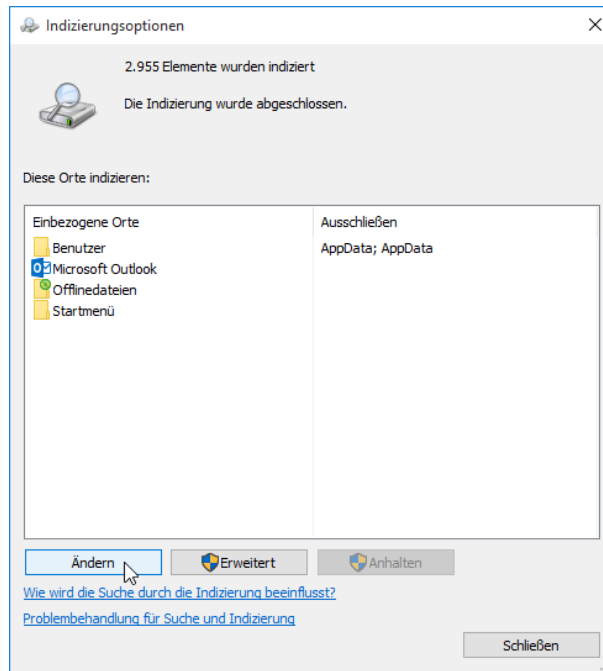 Indizierungsoptionen
2.955 Elemente wurden indiziert
Die Indizierung wurde abgeschlossen.
Diese Orte indizieren:
Einbezogene Orte Ausschließen
Benutzer AppData; AppData
Microsoft Outlook
Offlinedateien
Startmenü
Ändern Erweitert Anhalten
Wie wird die Suche durch die Indizierung beeinflusst?
Problembehandlung für Suche und Indizierung
Schließen